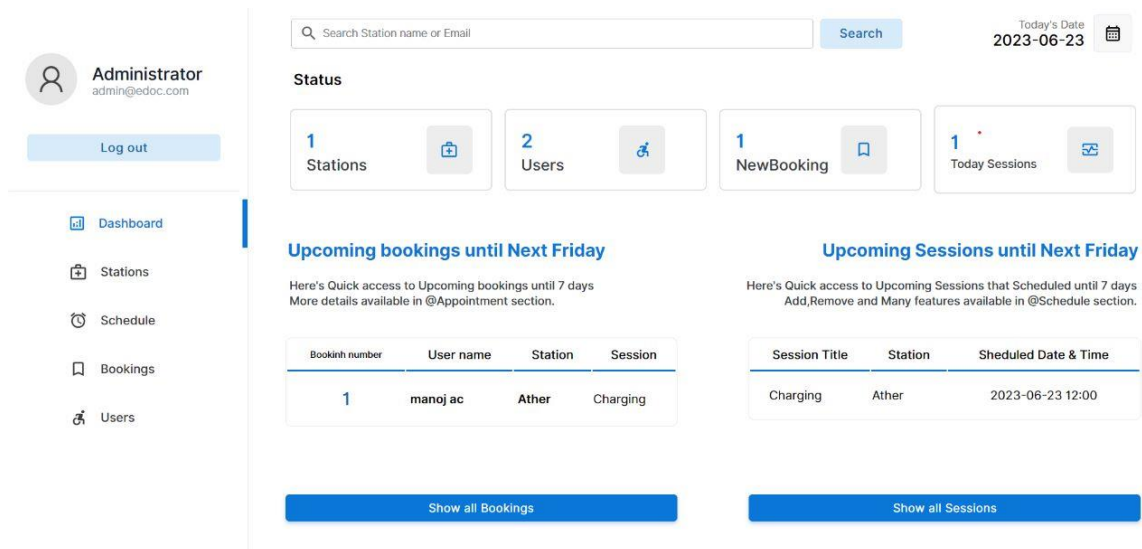 Administrator
admin@edoc.com
Log out
Dashboard
Stations
Schedule
Bookings
Users
Search Station name or Email
Search
Today's Date
2023-06-23
Status
1
Stations
2
Users
1
NewBooking
1
Today Sessions
Upcoming bookings until Next Friday
Here's Quick access to Upcoming bookings until 7 days
More details available in @Appointment section.
Bookinh number User name Station Session
1 manoj ac Ather Charging
Show all Bookings
Upcoming Sessions until Next Friday
Here's Quick access to Upcoming Sessions that Scheduled until 7 days
Add,Remove and Many features available in @Schedule section.
Session Title Station Sheduled Date & Time
Charging Ather 2023-06-23 12:00
Show all Sessions